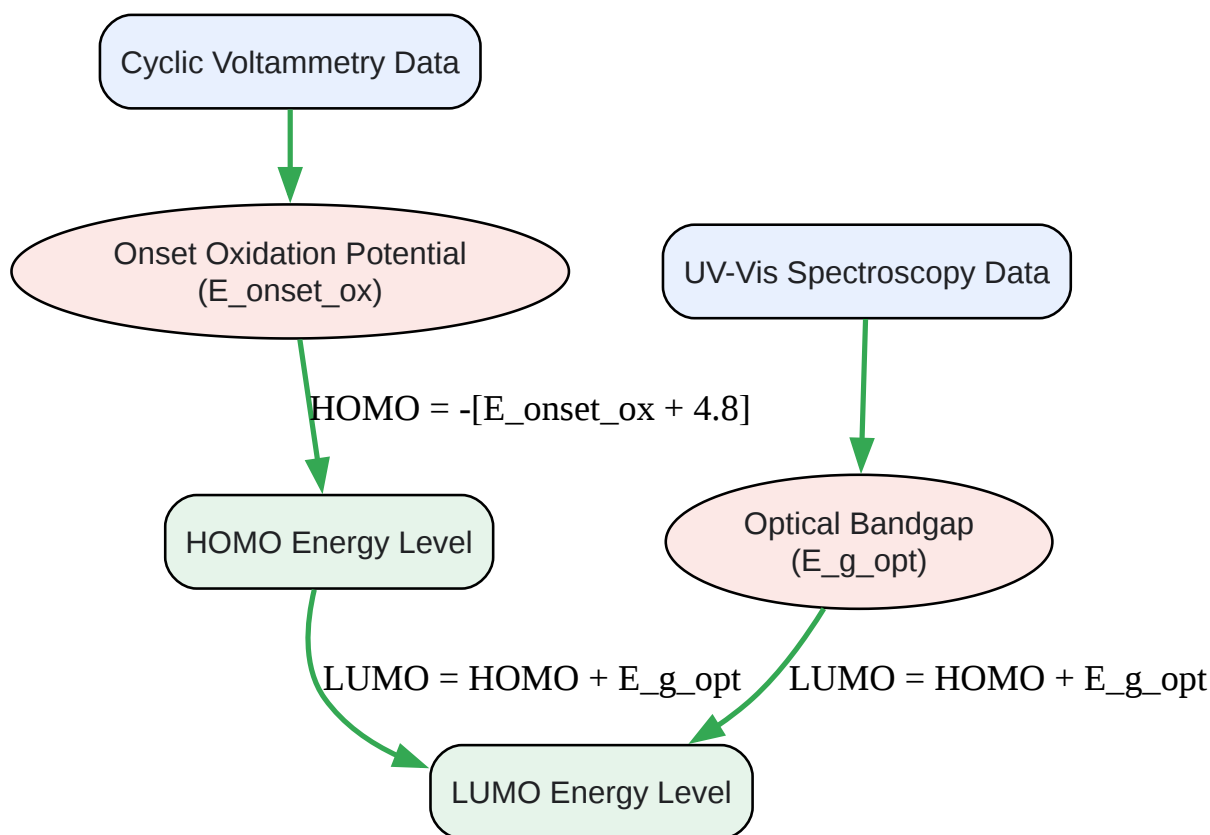 Cyclic Voltammetry Data
Onset Oxidation Potential
(E_onset_ox)
UV-Vis Spectroscopy Data
HOMO = -[E_onset_ox + 4.8]
HOMO Energy Level
Optical Bandgap
(E_g_opt)
LUMO = HOMO + E_g_opt
LUMO = HOMO + E_g_opt
LUMO Energy Level